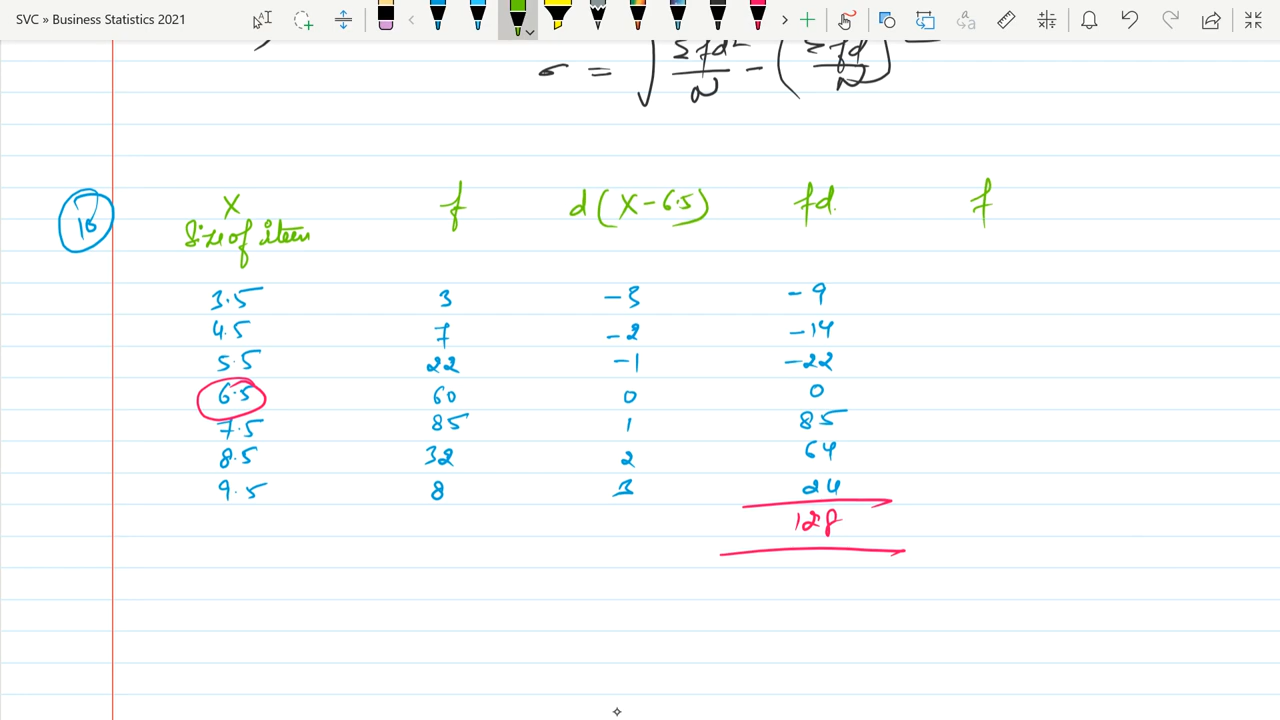 SVC » Business Statistics 2021
σ = √ Σfd² / N − ( Σfd / N )
16
X f d (X-6.5) fd. f
Size of item
3.5 3 -3 -9
4.5 7 -2 -14
5.5 22 -1 -22
6.5 60 0 0
7.5 85 1 85
8.5 32 2 64
9.5 8 3 24
128